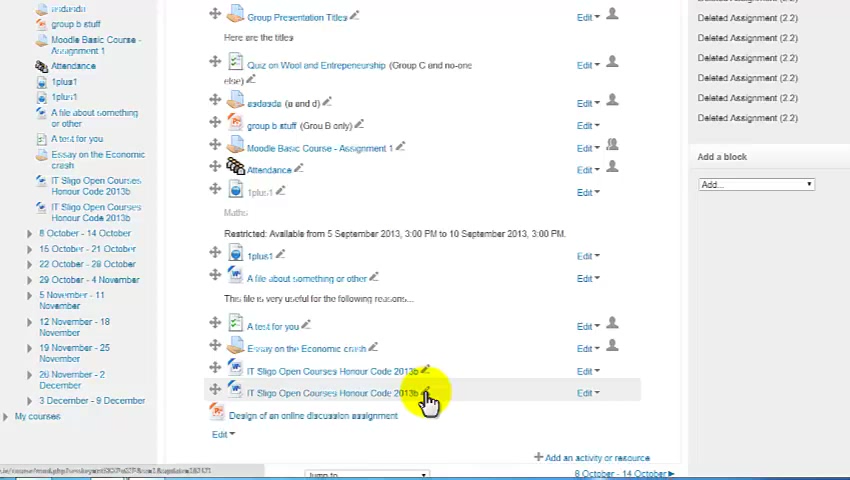 asdasda
group b stuff
Moodle Basic Course -
Assignment 1
Attendance
1plus1
1plus1
A file about something
or other
A test for you
Essay on the Economic
crash
IT Sligo Open Courses
Honour Code 2013b
IT Sligo Open Courses
Honour Code 2013b
8 October - 14 October
15 October - 21 October
22 October - 28 October
29 October - 4 November
5 November - 11
November
12 November - 18
November
19 November - 25
November
26 November - 2
December
3 December - 9 December
My courses
Group Presentation Titles
Edit
Here are the titles
Quiz on Wool and Entrepeneurship (Group C and no-one
else)
Edit
asdasda (a and d)
Edit
group b stuff (Grou B only)
Edit
Moodle Basic Course - Assignment 1
Edit
Attendance
Edit
1plus1
Edit
Maths
Restricted: Available from 5 September 2013, 3:00 PM to 10 September 2013, 3:00 PM.
1plus1
Edit
A file about something or other
Edit
This file is very useful for the following reasons...
A test for you
Edit
Essay on the Economic crash
Edit
IT Sligo Open Courses Honour Code 2013b
Edit
IT Sligo Open Courses Honour Code 2013b
Edit
Design of an online discussion assignment
Edit
Add an activity or resource
Jump to...
8 October - 14 October
Deleted Assignment (2.2)
Deleted Assignment (2.2)
Deleted Assignment (2.2)
Deleted Assignment (2.2)
Deleted Assignment (2.2)
Deleted Assignment (2.2)
Add a block
Add...